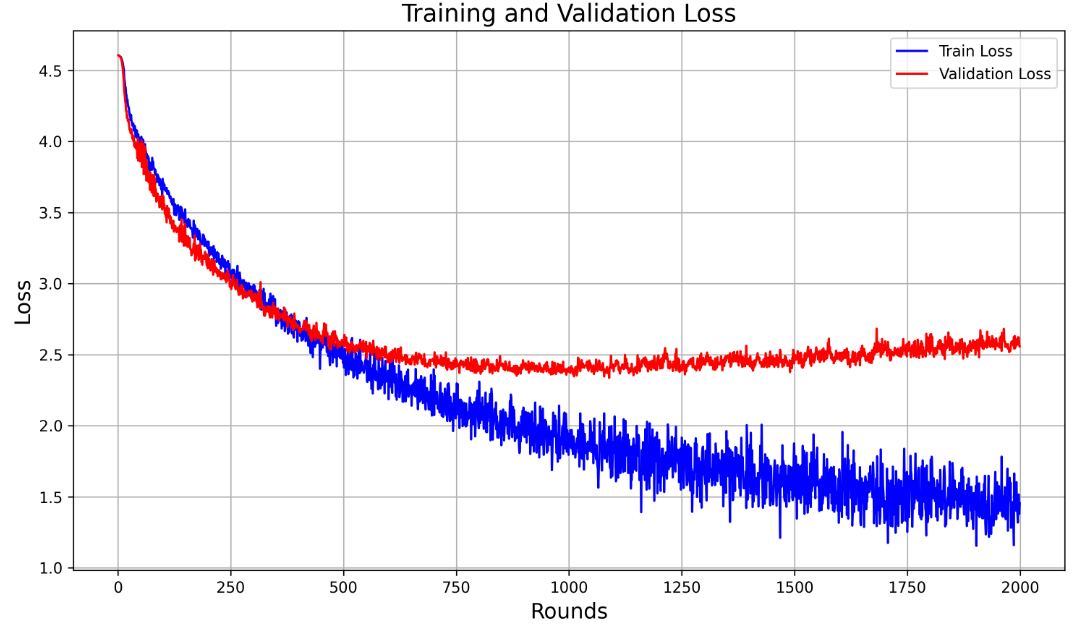 Training and Validation Loss
Train Loss
Validation Loss
Loss
4.5
4.0
3.5
3.0
2.5
2.0
1.5
1.0
0 250 500 750 1000 1250 1500 1750 2000
Rounds